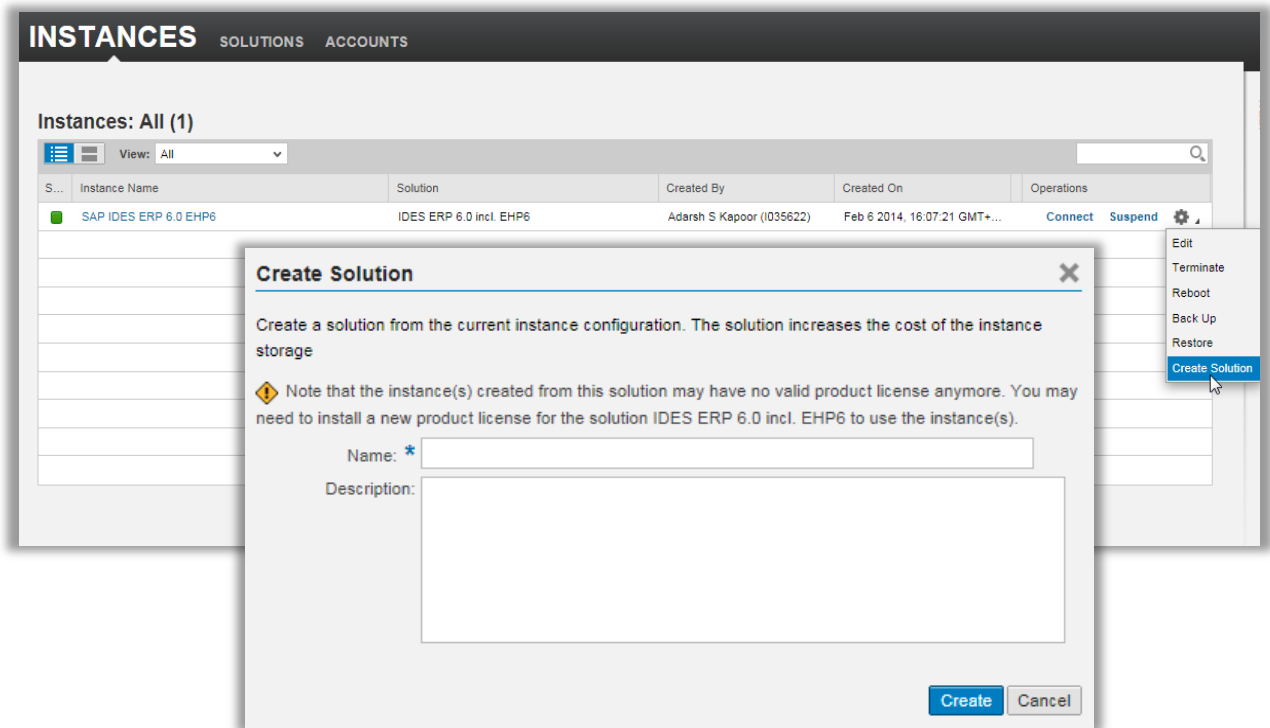 INSTANCES SOLUTIONS ACCOUNTS
Instances: All (1)
View: All
S... Instance Name Solution Created By Created On Operations
SAP IDES ERP 6.0 EHP6 IDES ERP 6.0 incl. EHP6 Adarsh S Kapoor (I035622) Feb 6 2014, 16:07:21 GMT+... Connect Suspend
Edit
Terminate
Reboot
Back Up
Restore
Create Solution
Create Solution
Create a solution from the current instance configuration. The solution increases the cost of the instance
storage
Note that the instance(s) created from this solution may have no valid product license anymore. You may
need to install a new product license for the solution IDES ERP 6.0 incl. EHP6 to use the instance(s).
Name: *
Description:
Create Cancel